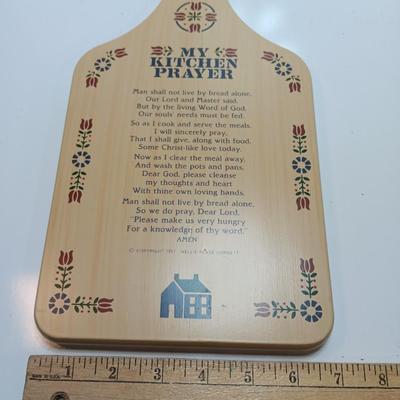 MY
KITCHEN
PRAYER
Man shall not live by bread alone,
Our Lord and Master said,
But by the living Word of God,
Our souls' needs must be fed.
So as I cook and serve the meals,
I will sincerely pray,
That I shall give, along with food,
Some Christ-like love today.
Now as I clear the meal away,
And wash the pots and pans,
Dear God, please cleanse
my thoughts and heart
With thine own loving hands.
Man shall not live by bread alone,
So we do pray, Dear Lord,
"Please make us very hungry
For a knowledge of thy word."
AMEN
© COPYRIGHT
1 2 3 4 5 6 7 8